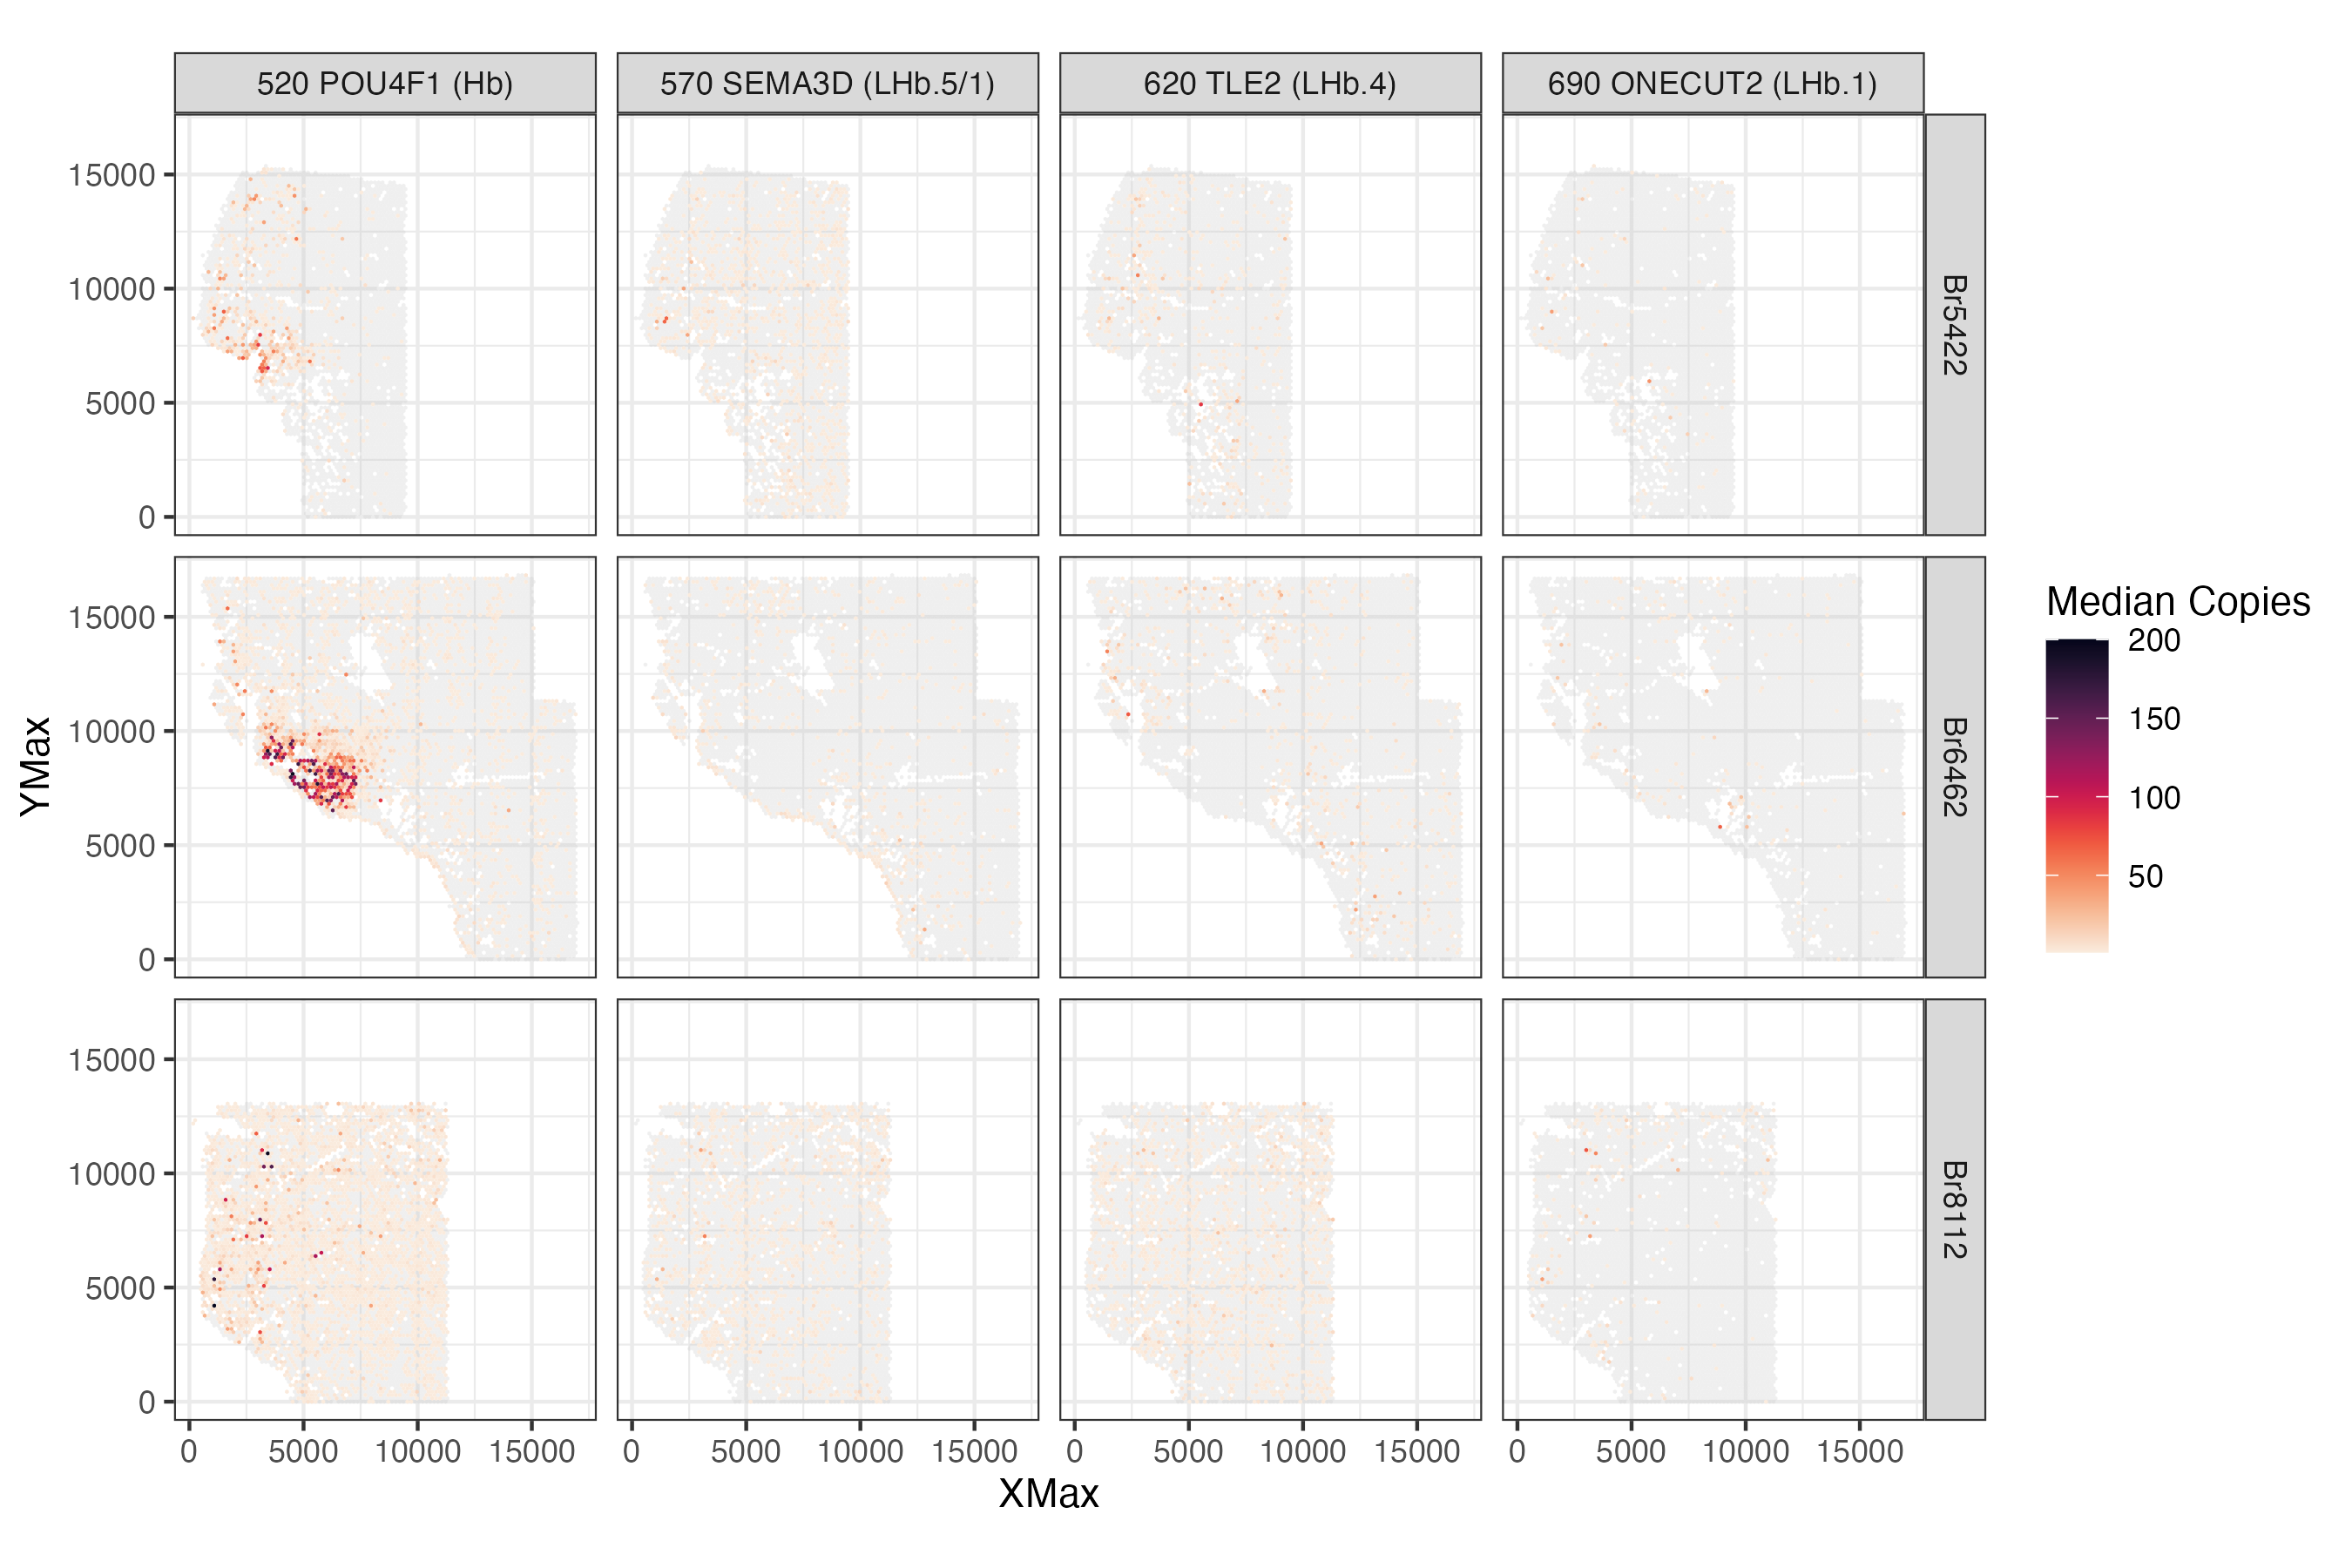 520 POU4F1 (Hb)
570 SEMA3D (LHb.5/1)
620 TLE2 (LHb.4)
690 ONECUT2 (LHb.1)
15000
10000
5000
0
Br5422
15000
10000
5000
0
Br6462
15000
10000
5000
0
Br8112
0 5000 10000 15000
0 5000 10000 15000
0 5000 10000 15000
0 5000 10000 15000
XMax
YMax
Median Copies
200
150
100
50